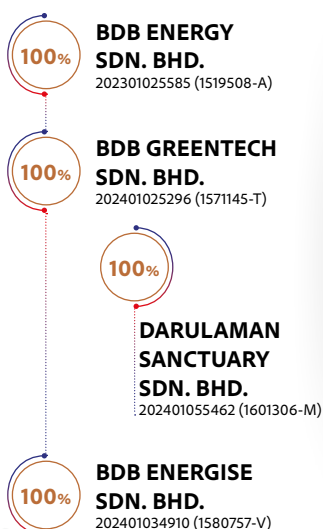 100%
BDB ENERGY
SDN. BHD.
202301025585 (1519508-A)
100%
BDB GREENTECH
SDN. BHD.
202401025296 (1571145-T)
100%
DARULAMAN
SANCTUARY
SDN. BHD.
202401055462 (1601306-M)
100%
BDB ENERGISE
SDN. BHD.
202401034910 (1580757-V)